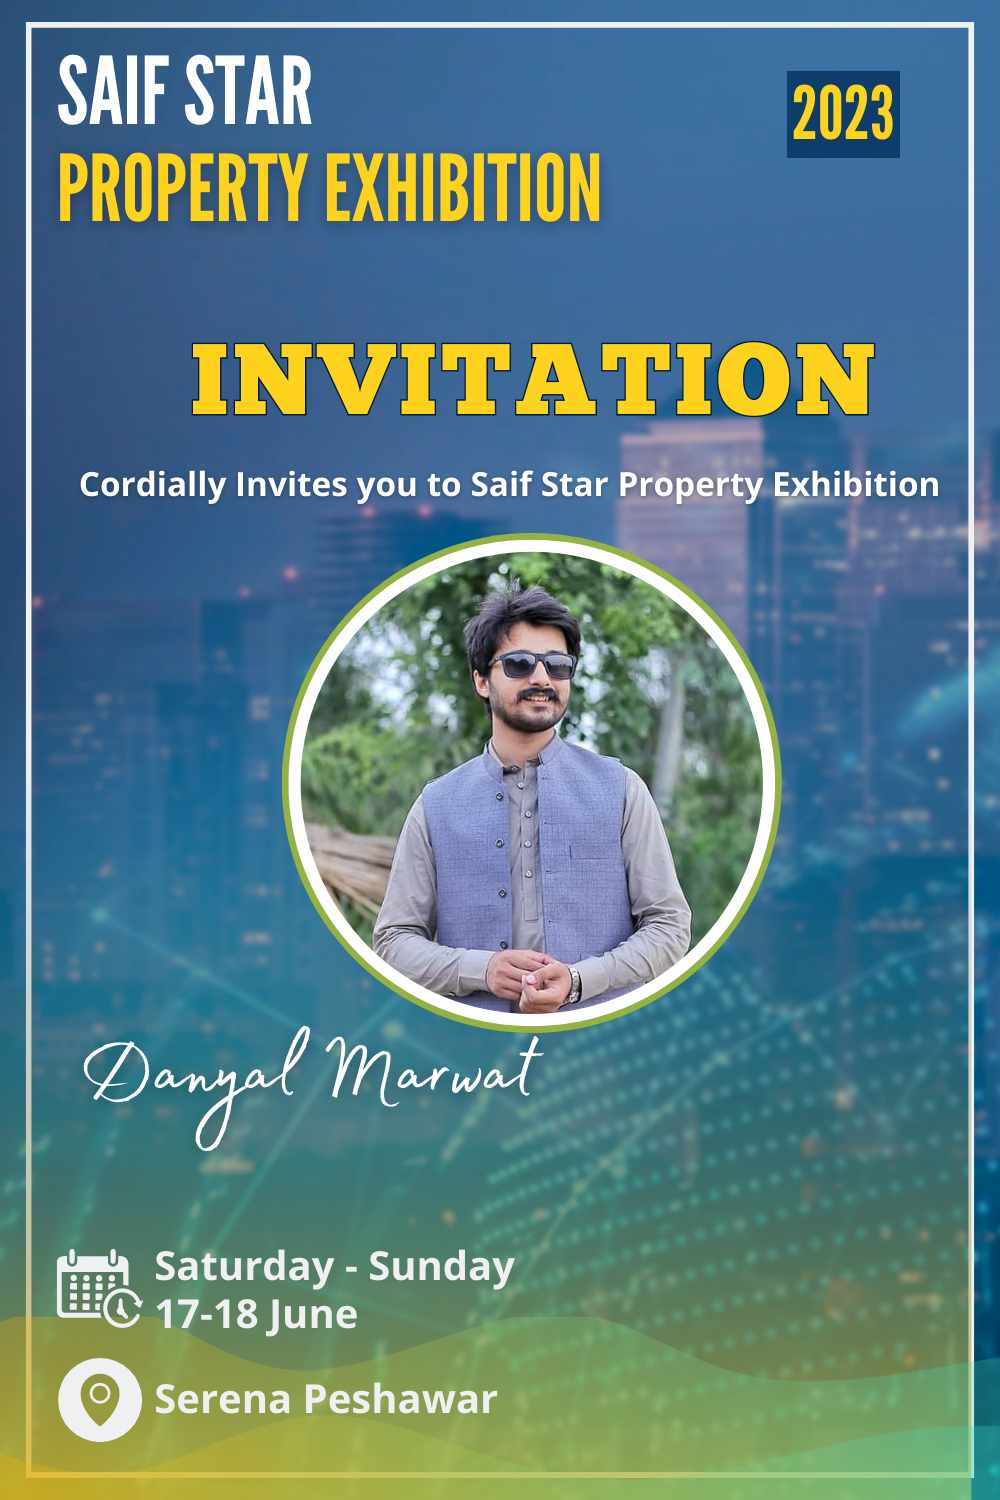 SAIF STAR
2023
PROPERTY EXHIBITION
INVITATION
Cordially Invites you to Saif Star Property Exhibition
Danyal Marwat
Saturday - Sunday
17-18 June
Serena Peshawar